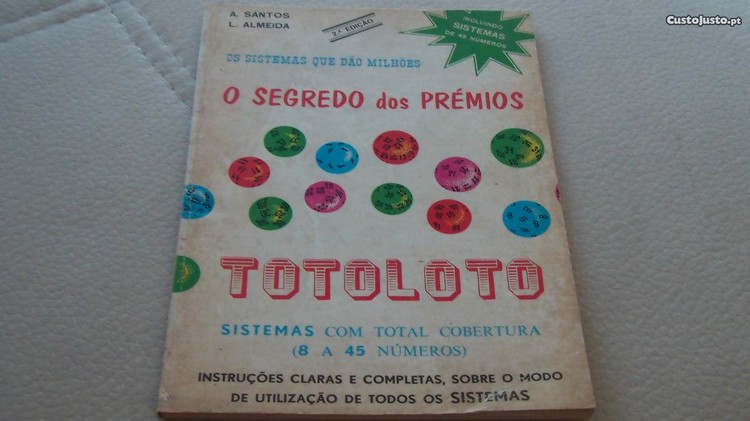 A. SANTOS
L. ALMEIDA
2.ª EDIÇÃO
INCLUINDO
SISTEMAS
DE 45 NÚMEROS
CustoJusto.pt
OS SISTEMAS QUE DÃO MILHÕES
O SEGREDO dos PRÉMIOS
TOTOLOTO
SISTEMAS COM TOTAL COBERTURA
(8 A 45 NÚMEROS)
INSTRUÇÕES CLARAS E COMPLETAS, SOBRE O MODO
DE UTILIZAÇÃO DE TODOS OS SISTEMAS